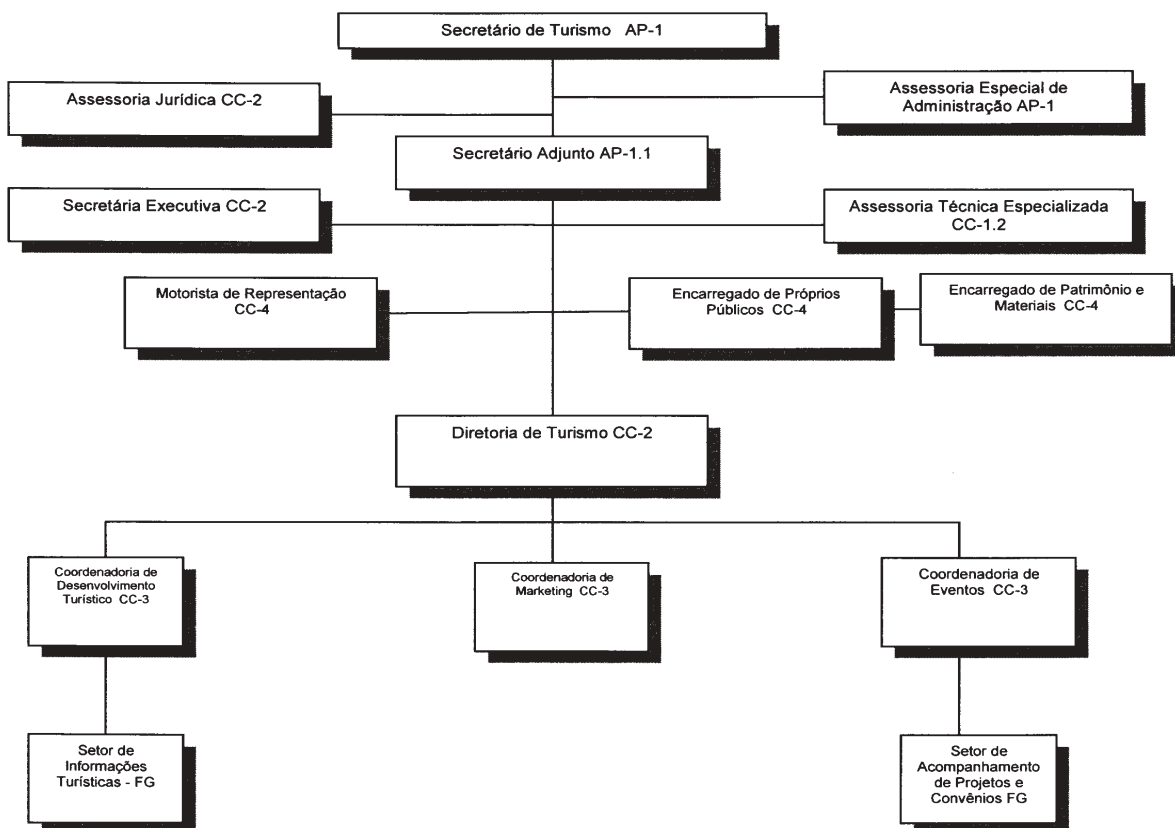 Secretário de Turismo AP-1
Assessoria Jurídica CC-2
Assessoria Especial de
Administração AP-1
Secretário Adjunto AP-1.1
Secretária Executiva CC-2
Assessoria Técnica Especializada
CC-1.2
Motorista de Representação
CC-4
Encarregado de Próprios
Públicos CC-4
Encarregado de Patrimônio e
Materiais CC-4
Diretoria de Turismo CC-2
Coordenadoria de
Desenvolvimento
Turístico CC-3
Coordenadoria de
Marketing CC-3
Coordenadoria de
Eventos CC-3
Setor de
Informações
Turísticas - FG
Setor de
Acompanhamento
de Projetos e
Convênios FG